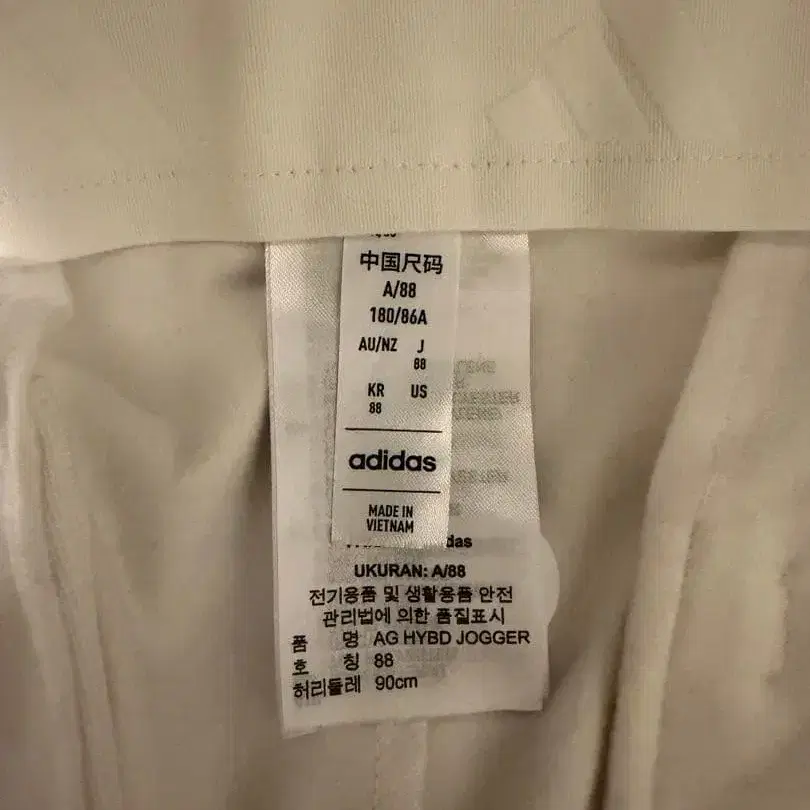 中国尺码
A/88
180/86A
AU/NZ J
88
KR US
88
adidas
MADE IN
VIETNAM
das
UKURAN: A/88
전기용품 및 생활용품 안전
관리법에 의한 품질표시
품 명 AG HYBD JOGGER
호 칭 88
허리둘레 90cm